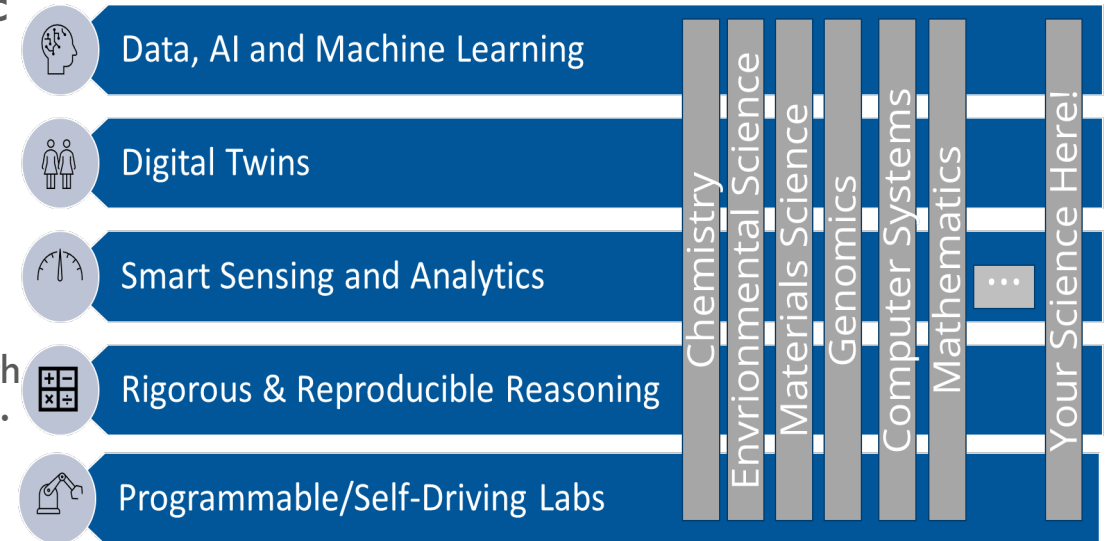 c
Data, AI and Machine Learning
Digital Twins
Smart Sensing and Analytics
h
Rigorous & Reproducible Reasoning
.
Programmable/Self-Driving Labs
Chemistry
Envrionmental Science
Materials Science
Genomics
Computer Systems
Mathematics
...
Your Science Here!